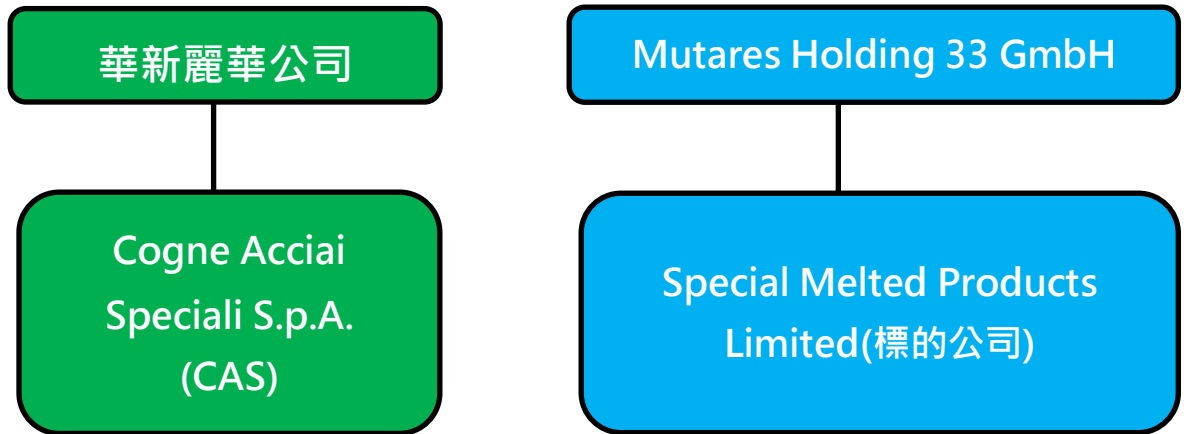 華新麗華公司
Mutares Holding 33 GmbH
Cogne Acciai
Speciali S.p.A.
(CAS)
Special Melted Products
Limited(標的公司)